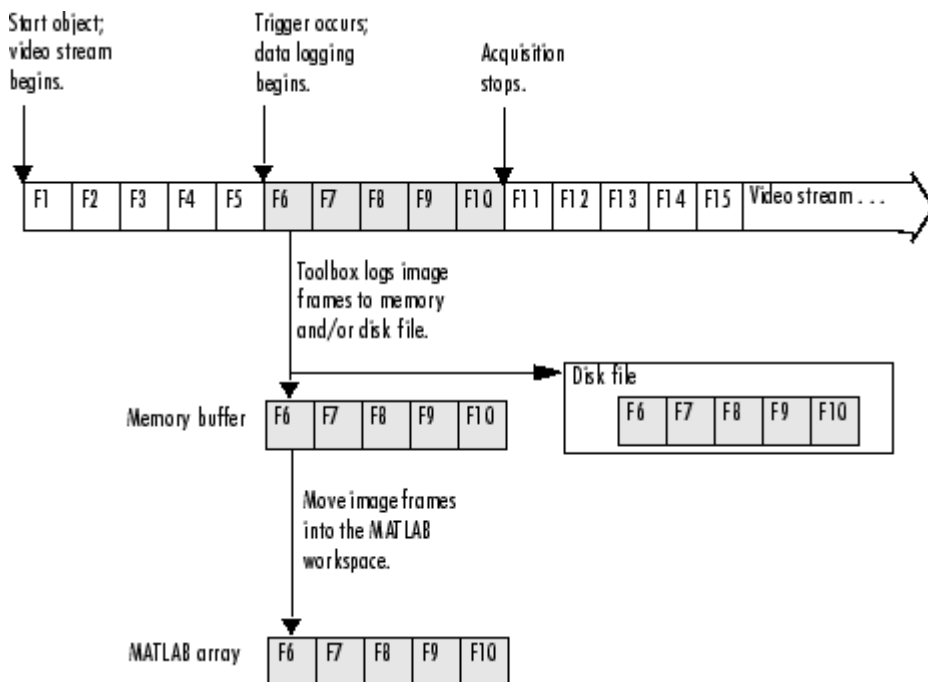 Start object;
video stream
begins.
Trigger occurs;
data logging
begins.
Acquisition
stops.
F1 F2 F3 F4 F5 F6 F7 F8 F9 F10 F11 F12 F13 F14 F15 Video stream . . .
Toolbox logs image
frames to memory
and/or disk file.
Disk file
F6 F7 F8 F9 F10
Memory buffer F6 F7 F8 F9 F10
Move image frames
into the MATLAB
workspace.
MATLAB array F6 F7 F8 F9 F10